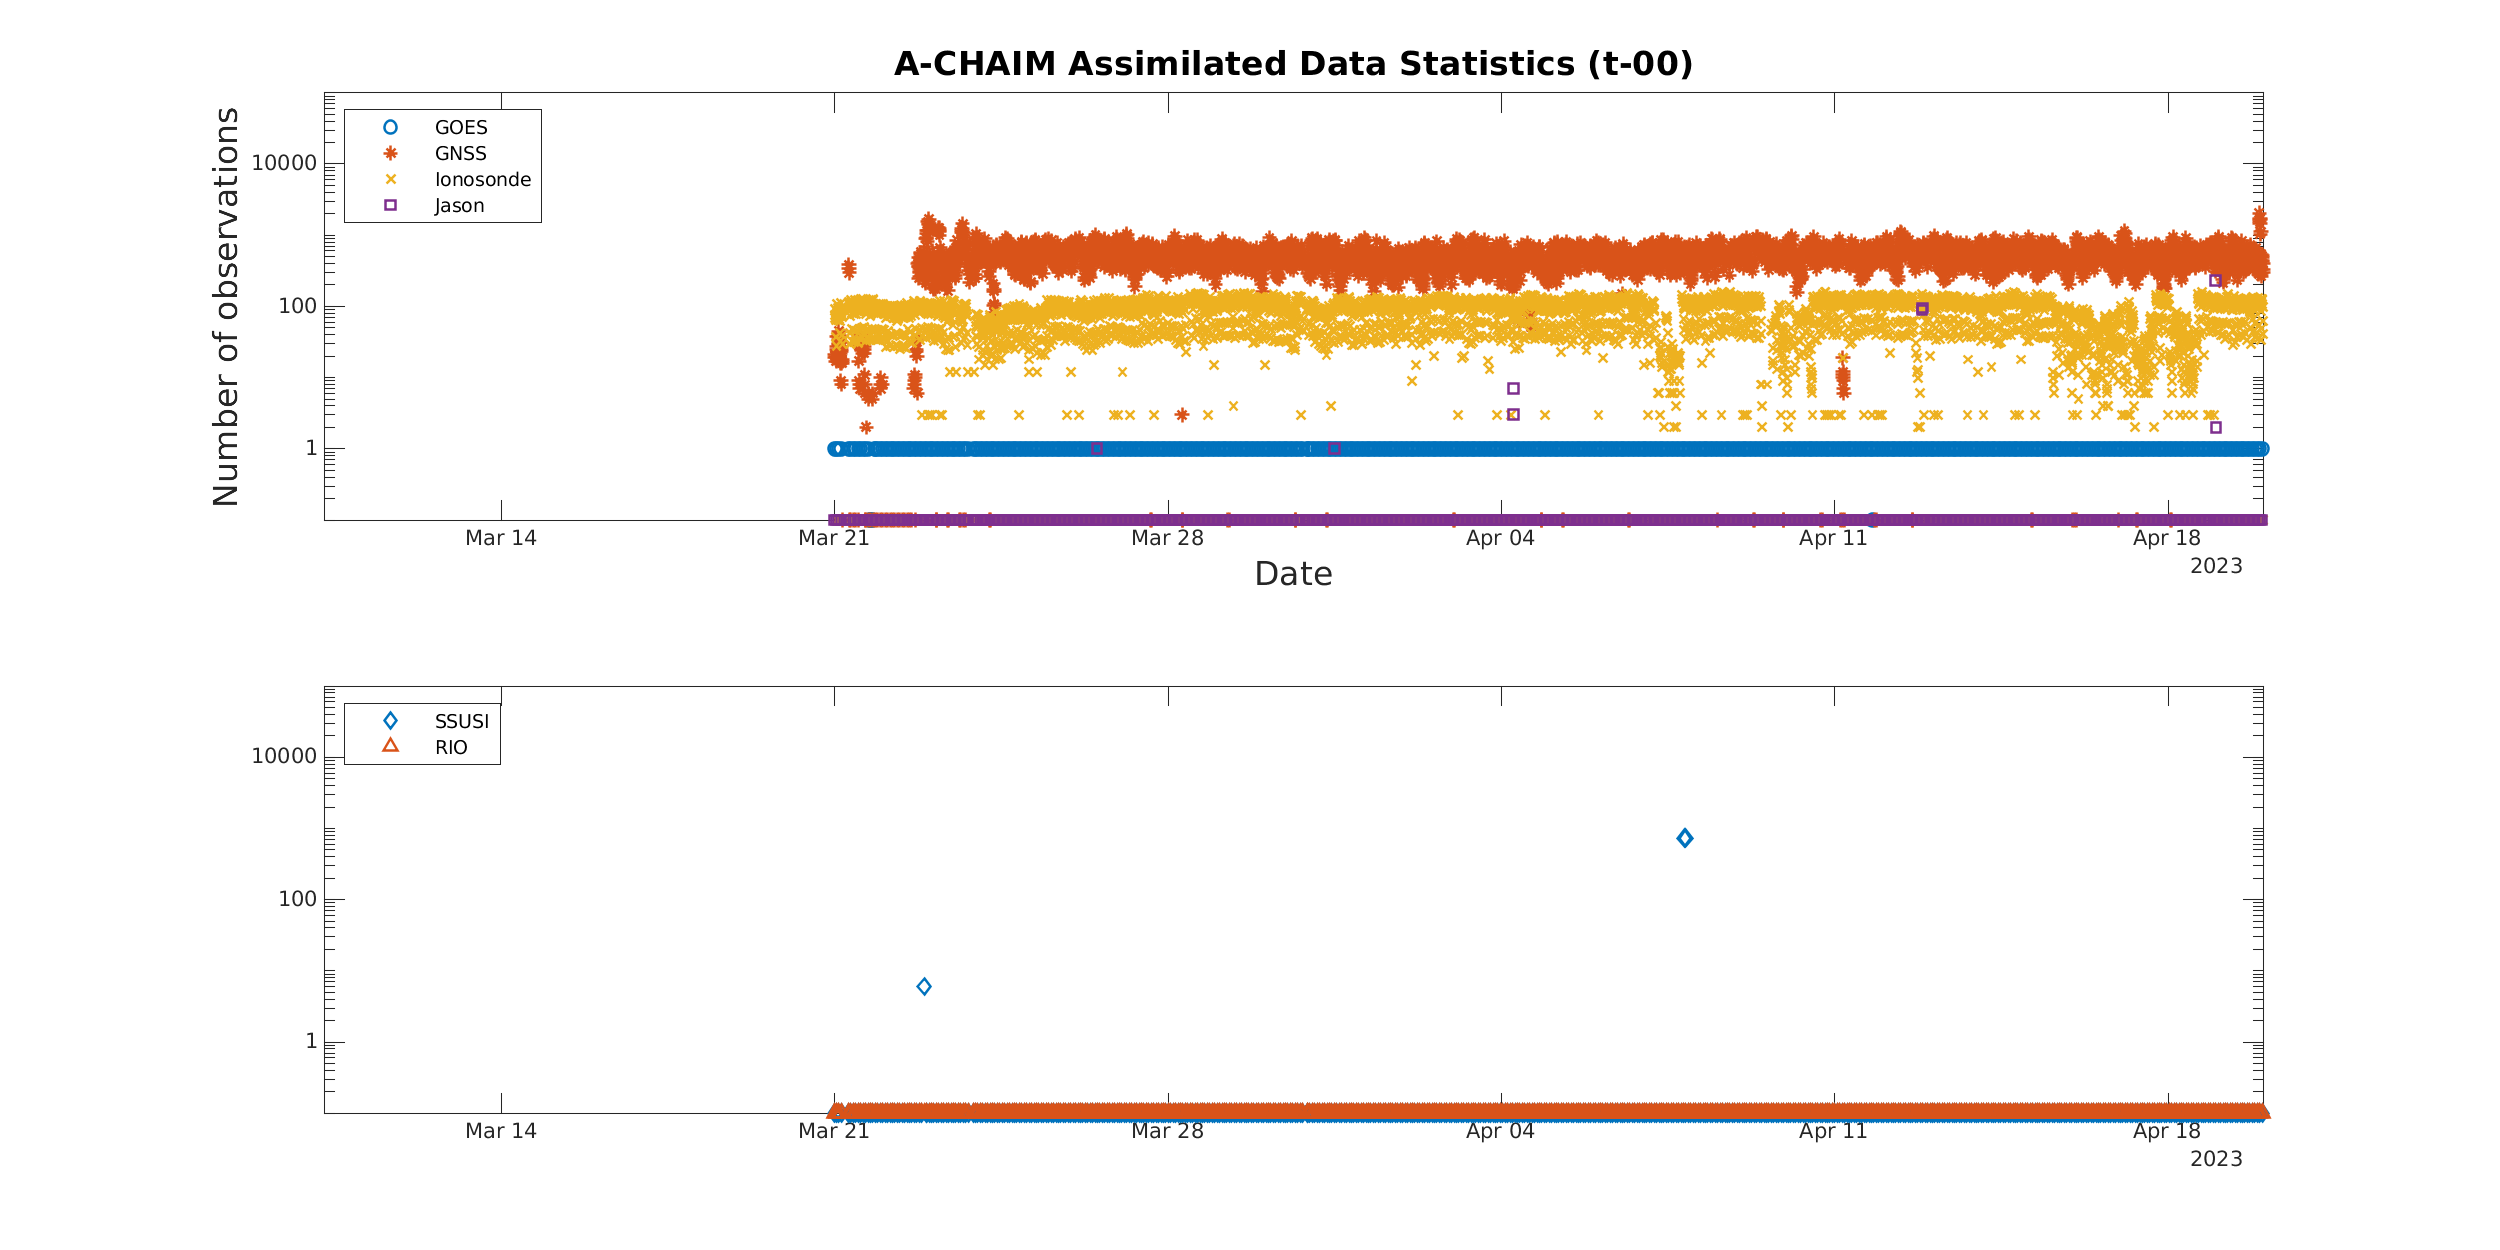 A-CHAIM Assimilated Data Statistics (t-00)
Number of observations
GOES
GNSS
Ionosonde
Jason
10000
100
1
Mar 14 Mar 21 Mar 28 Apr 04 Apr 11 Apr 18
2023
Date
SSUSI
RIO
10000
100
1
Mar 14 Mar 21 Mar 28 Apr 04 Apr 11 Apr 18
2023